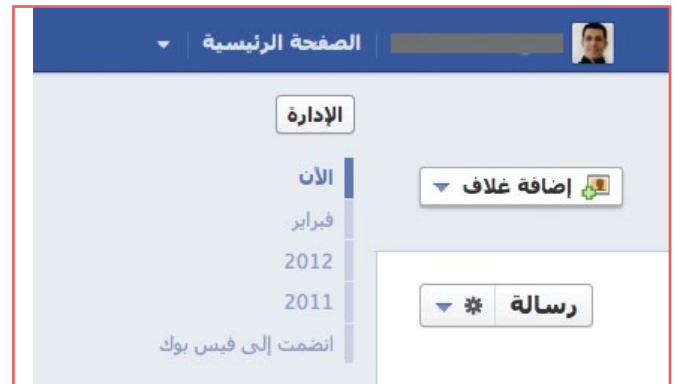 الصفحة الرئيسية
الإدارة
الآن
إضافة غلاف
فبراير
2012
2011
رسالة
انضمت إلى فيس بوك